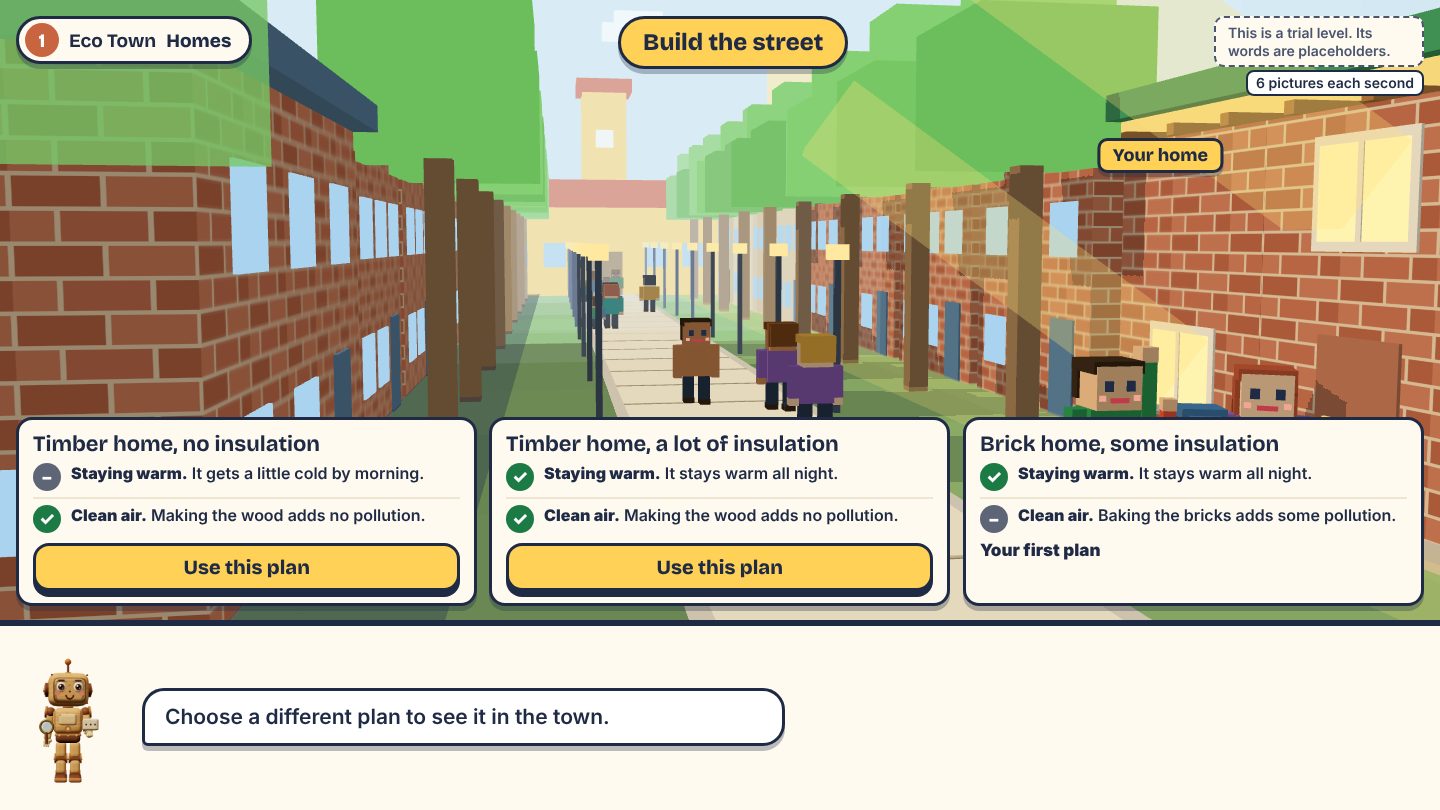 1 Eco Town Homes
Build the street
This is a trial level. Its
words are placeholders.
6 pictures each second
Your home
Timber home, no insulation
Staying warm. It gets a little cold by morning.
Clean air. Making the wood adds no pollution.
Use this plan
Timber home, a lot of insulation
Staying warm. It stays warm all night.
Clean air. Making the wood adds no pollution.
Use this plan
Brick home, some insulation
Staying warm. It stays warm all night.
Clean air. Baking the bricks adds some pollution.
Your first plan
Choose a different plan to see it in the town.